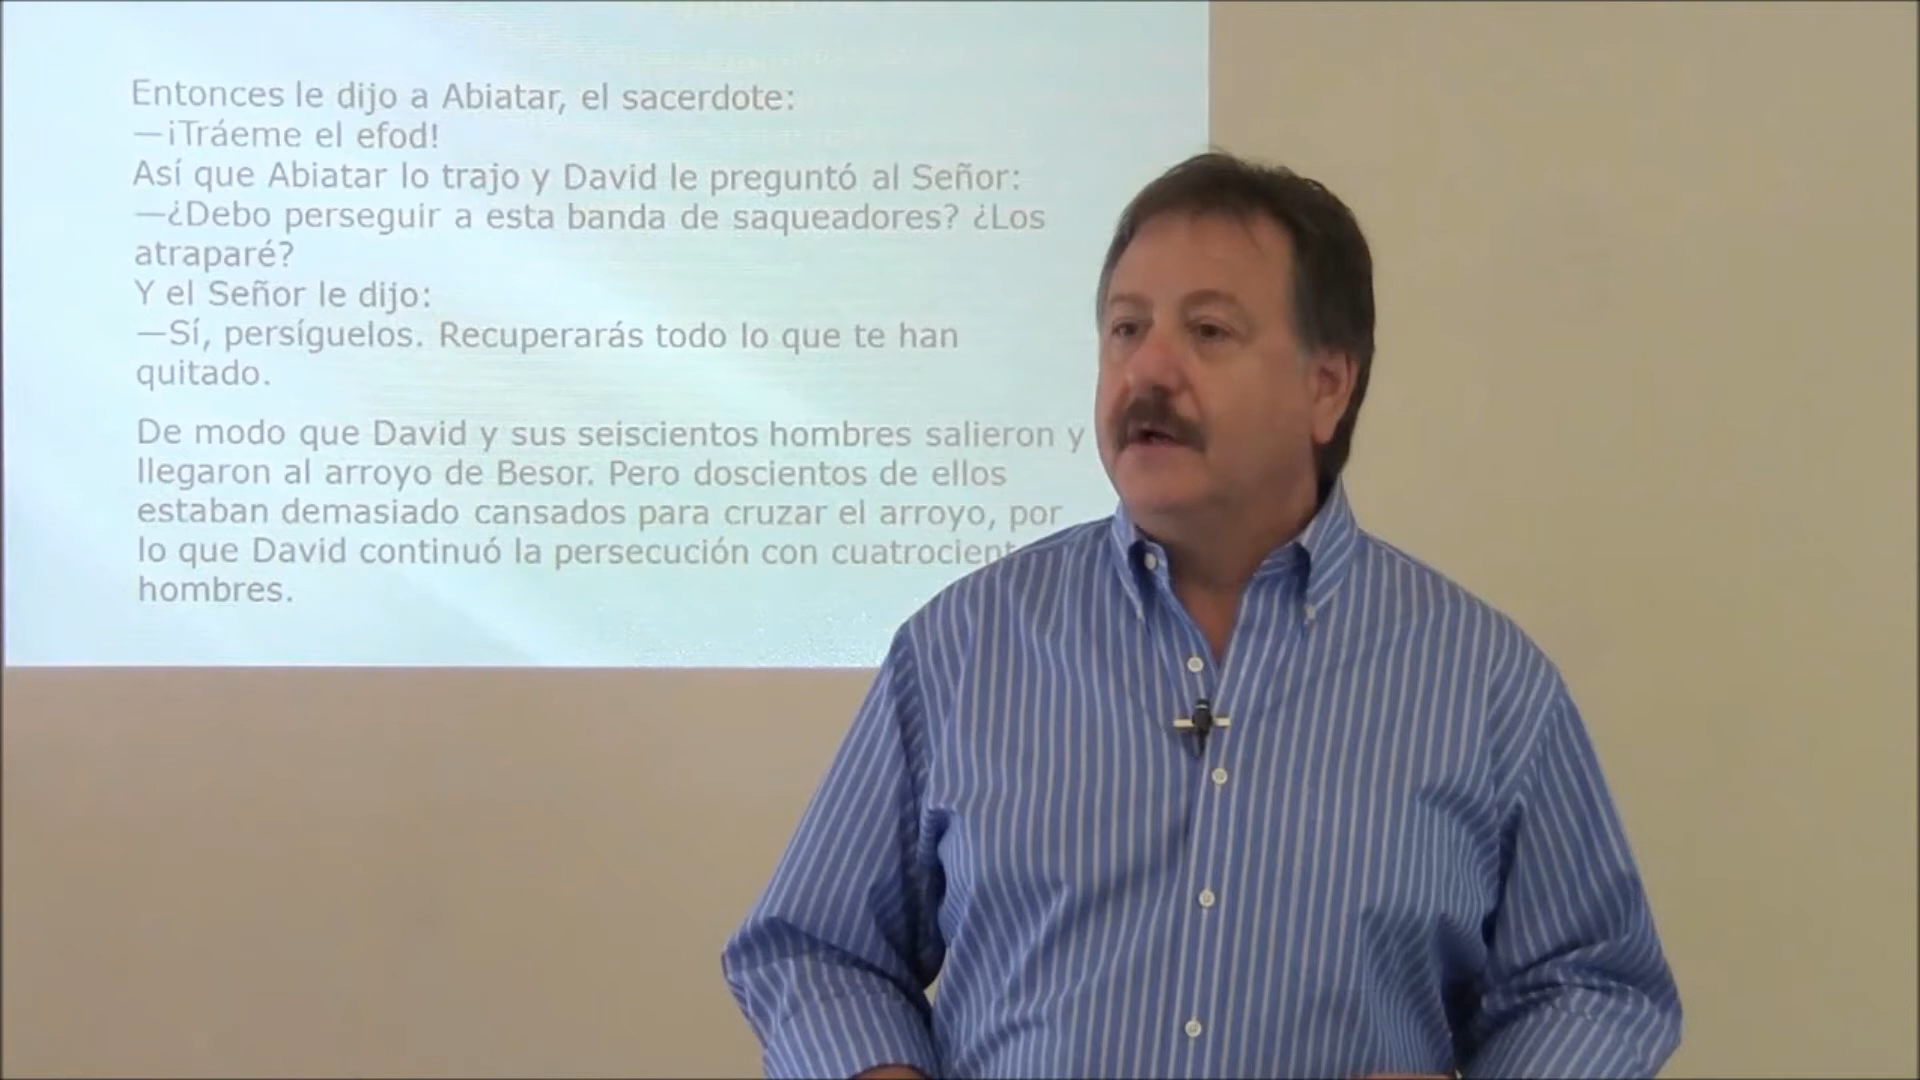 Entonces le dijo a Abiatar, el sacerdote:
—¡Tráeme el efod!
Así que Abiatar lo trajo y David le preguntó al Señor:
—¿Debo perseguir a esta banda de saqueadores? ¿Los
atraparé?
Y el Señor le dijo:
—Sí, persíguelos. Recuperarás todo lo que te han
quitado.
De modo que David y sus seiscientos hombres salieron y
llegaron al arroyo de Besor. Pero doscientos de ellos
estaban demasiado cansados para cruzar el arroyo, por
lo que David continuó la persecución con
hombres.